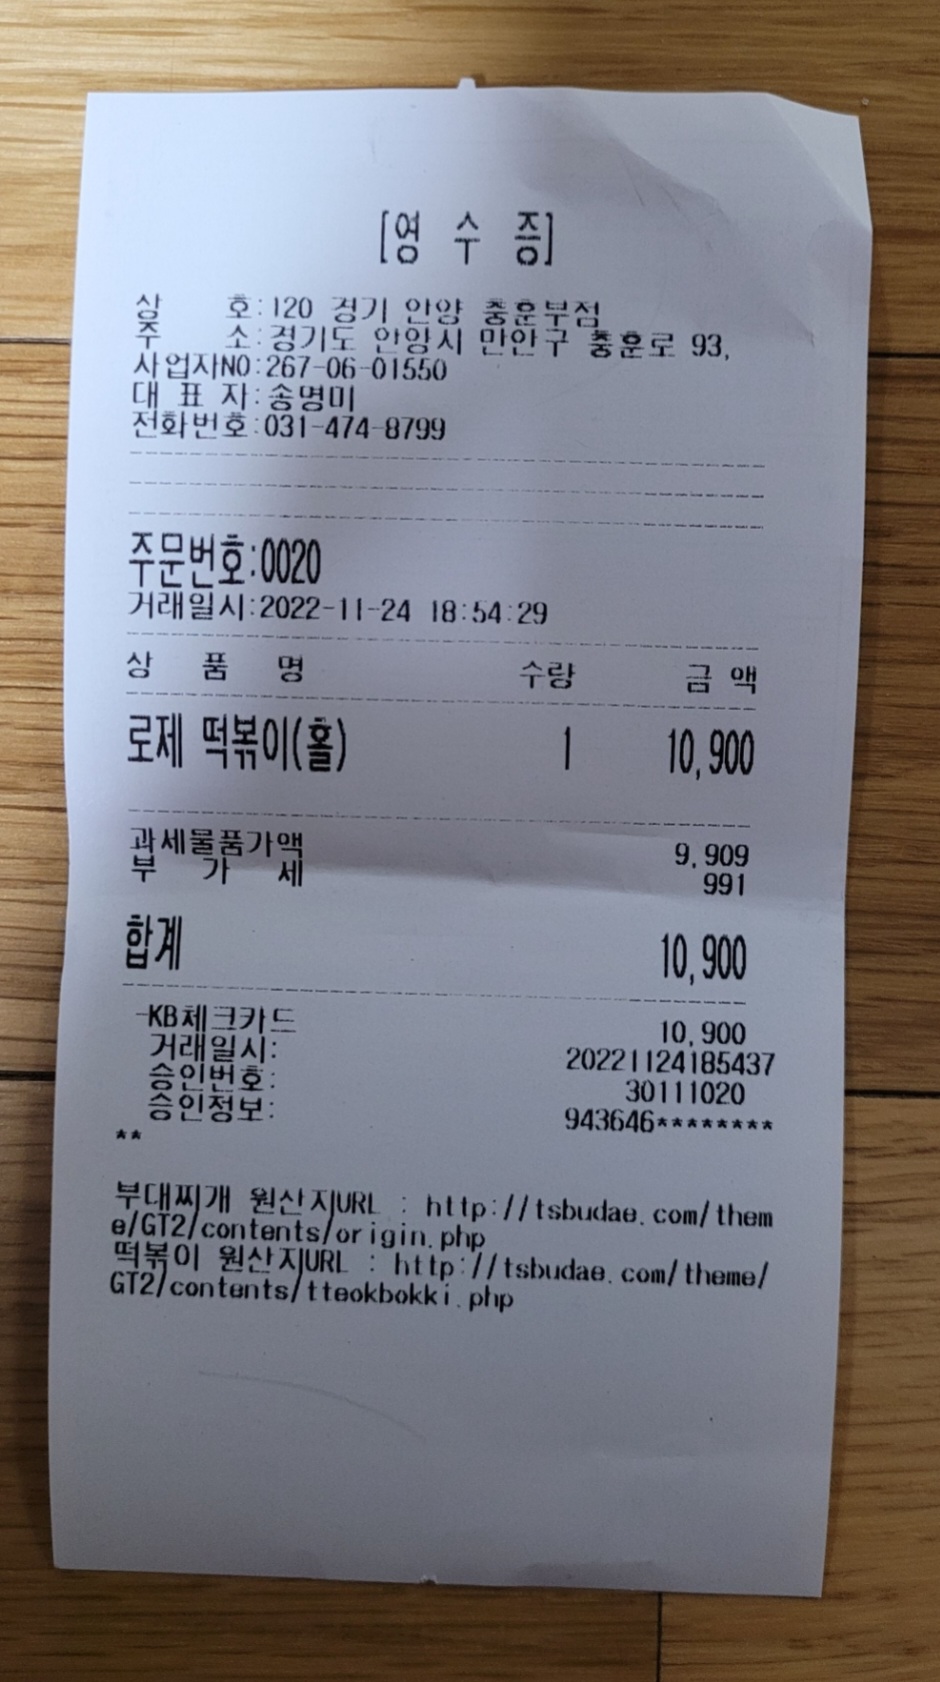 [영 수 증]
상 호:120 경기 안양 충훈부점
주 소:경기도 안양시 만안구 충훈로 93,
사업자NO:267-06-01550
대 표 자:송명미
전화번호:031-474-8799
주문번호:0020
거래일시:2022-11-24 18:54:29
상 품 명 수량 금 액
로제 떡볶이(홀) 1 10,900
과세물품가액 9,909
부 가 세 991
합계 10,900
-KB체크카드 10,900
거래일시: 20221124185437
승인번호: 30111020
승인정보: 943646********
**
부대찌개 원산지URL : http://tsbudae.com/them
e/GT2/contents/origin.php
떡볶이 원산지URL : http://tsbudae.com/theme/
GT2/contents/tteokbokki.php